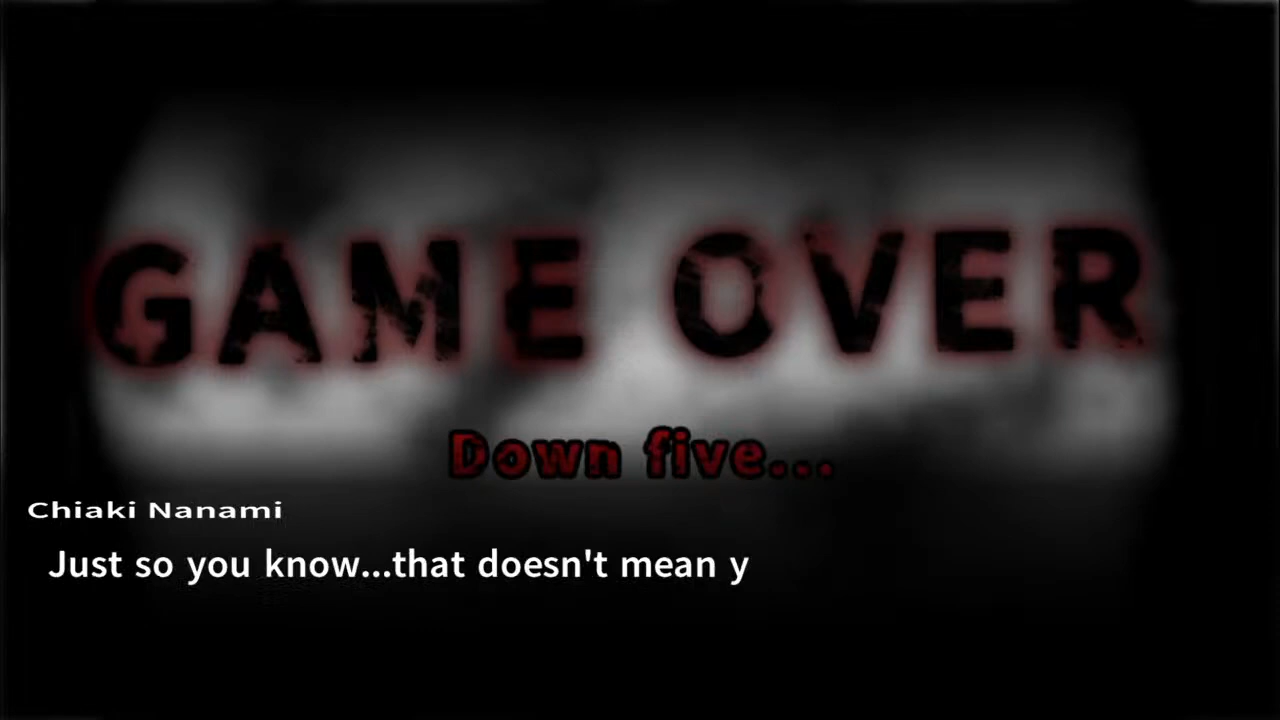 GAME OVER
Down five...
Chiaki Nanami
Just so you know...that doesn't mean y